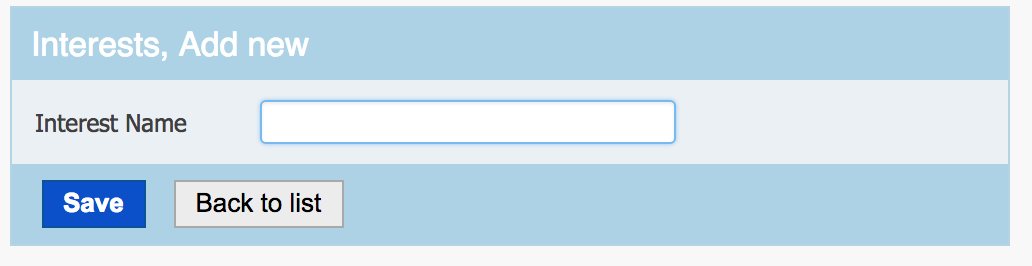 Interests, Add new
Interest Name
Save Back to list